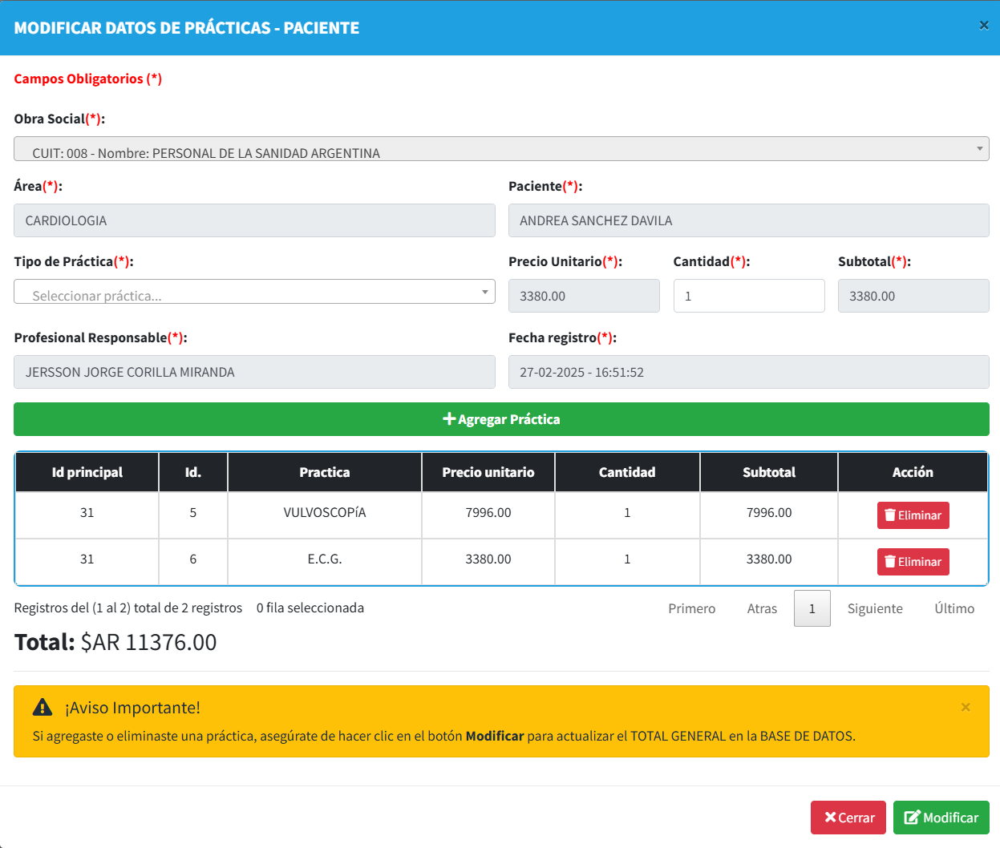 MODIFICAR DATOS DE PRÁCTICAS - PACIENTE ×
Campos Obligatorios (*)
Obra Social(*):
CUIT: 008 - Nombre: PERSONAL DE LA SANIDAD ARGENTINA
Área(*): Paciente(*):
CARDIOLOGIA ANDREA SANCHEZ DAVILA
Tipo de Práctica(*): Precio Unitario(*): Cantidad(*): Subtotal(*):
Seleccionar práctica... 3380.00 1 3380.00
Profesional Responsable(*): Fecha registro(*):
JERSSON JORGE CORILLA MIRANDA 27-02-2025 - 16:51:52
Agregar Práctica
Id principal Id. Practica Precio unitario Cantidad Subtotal Acción
31 5 VULVOSCOPíA 7996.00 1 7996.00 Eliminar
31 6 E.C.G. 3380.00 1 3380.00 Eliminar
Registros del (1 al 2) total de 2 registros 0 fila seleccionada Primero Atras 1 Siguiente Último
Total: $AR 11376.00
¡Aviso Importante! ×
Si agregaste o eliminaste una práctica, asegúrate de hacer clic en el botón Modificar para actualizar el TOTAL GENERAL en la BASE DE DATOS.
Cerrar Modificar